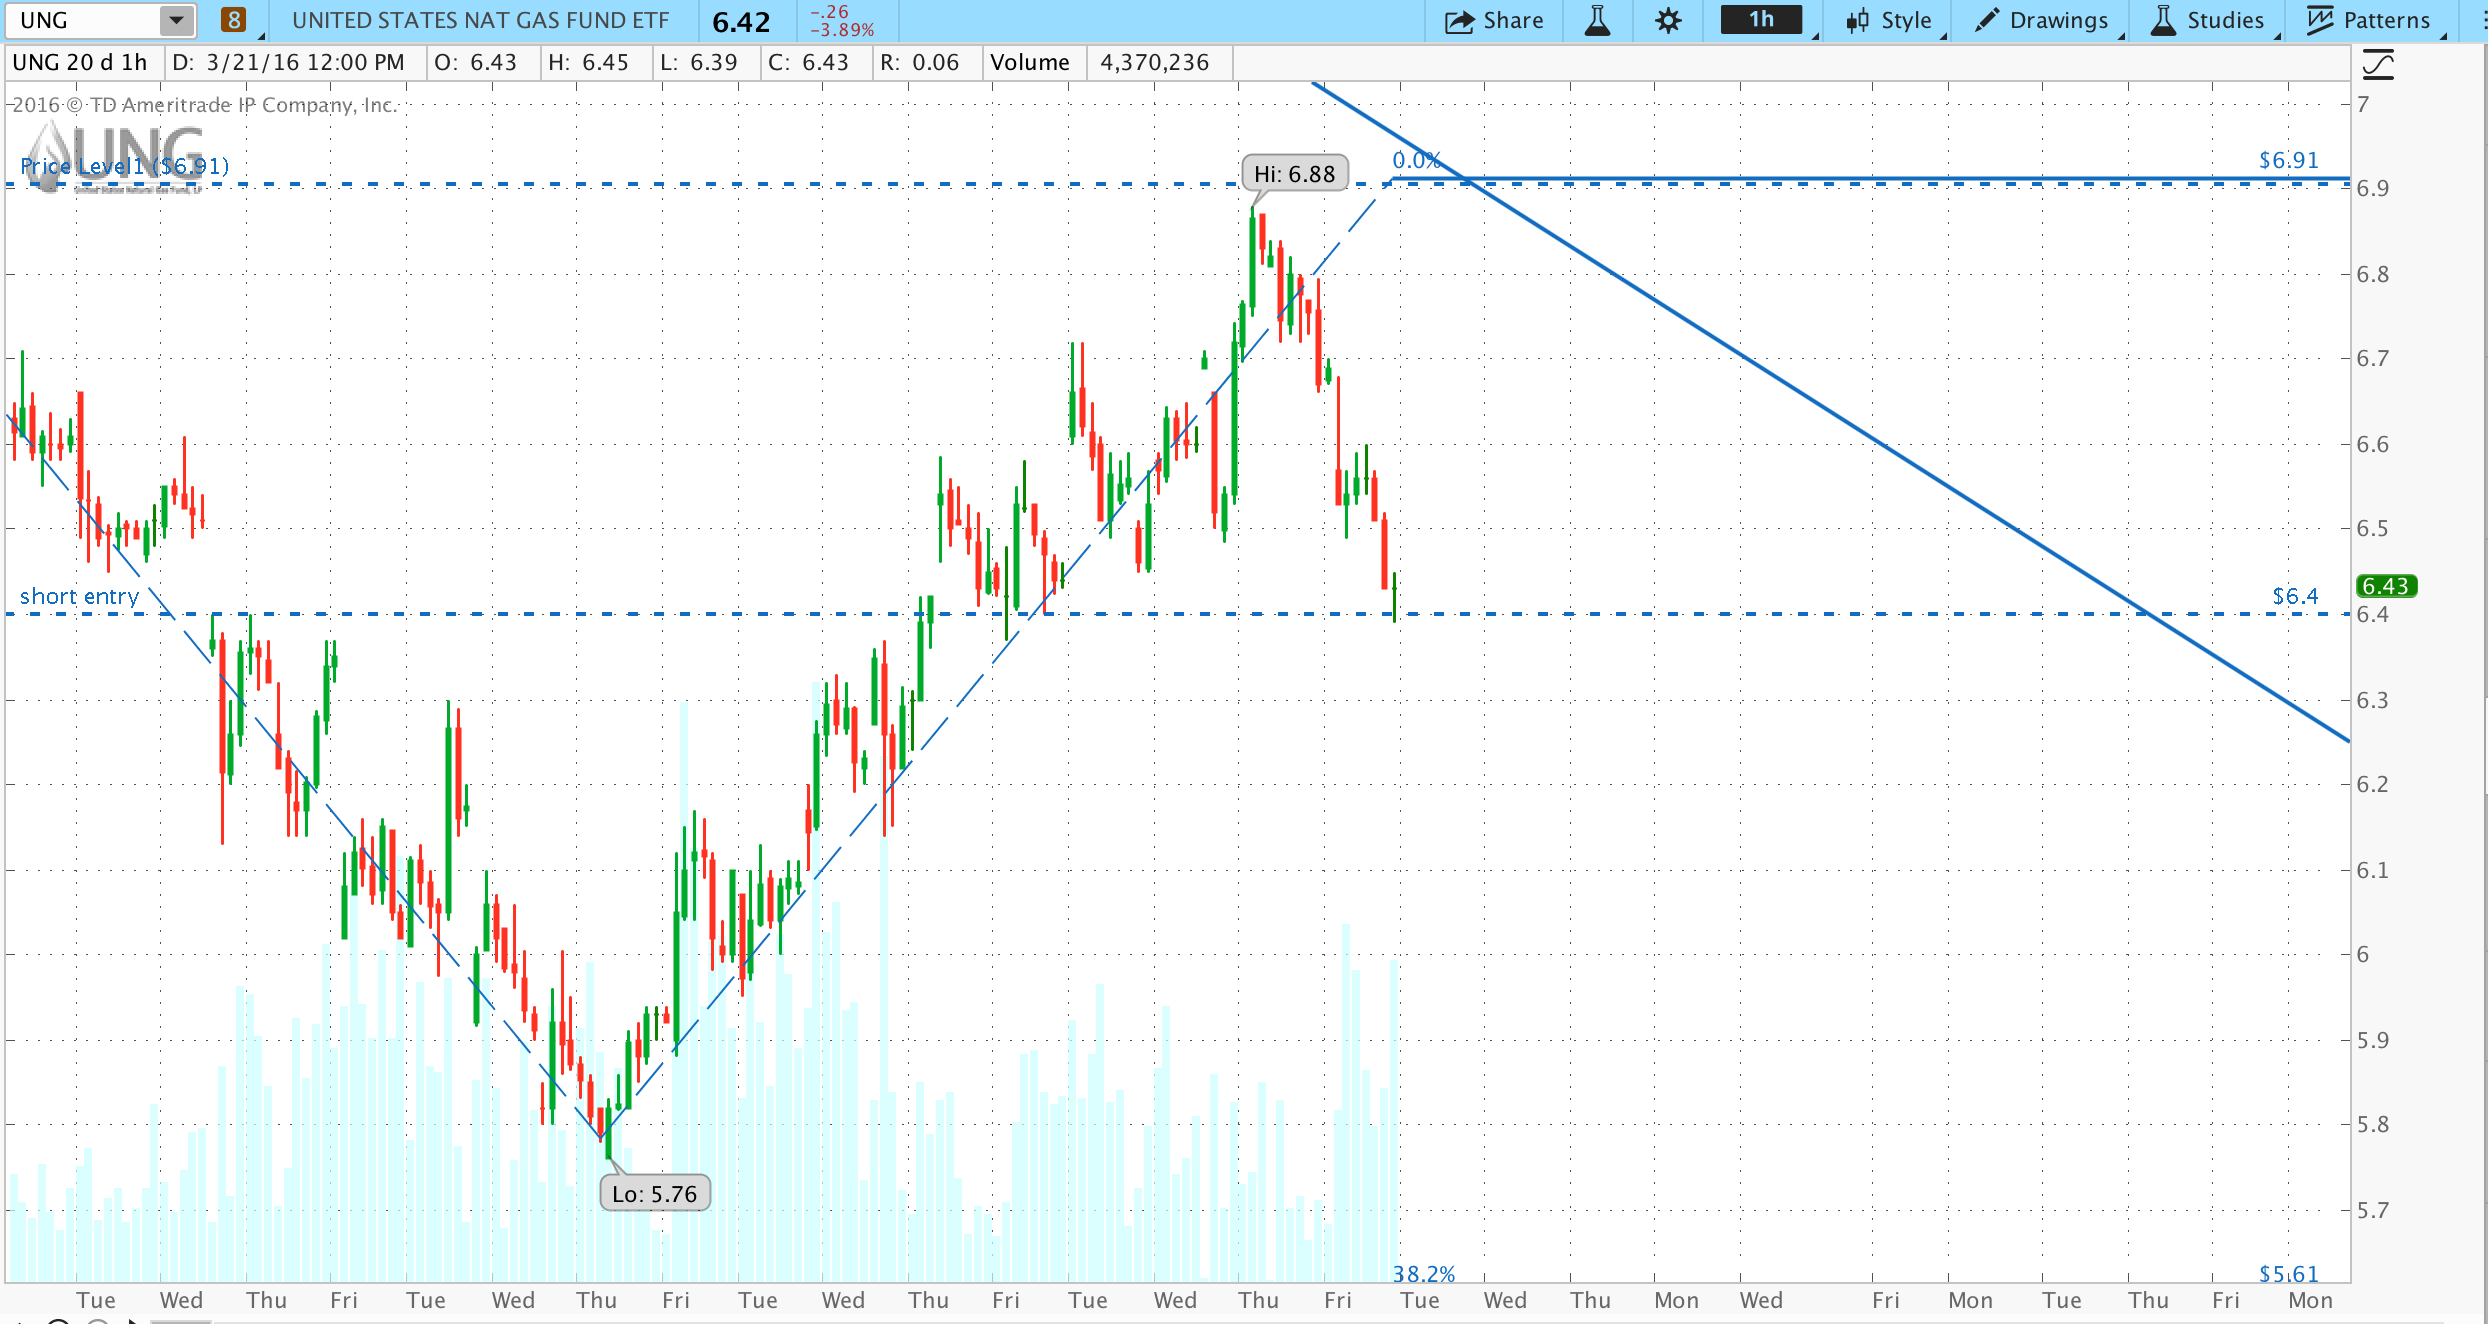 UNG 8 UNITED STATES NAT GAS FUND ETF 6.42 -.26 -3.89% Share 1h Style Drawings Studies Patterns
UNG 20 d 1h D: 3/21/16 12:00 PM O: 6.43 H: 6.45 L: 6.39 C: 6.43 R: 0.06 Volume 4,370,236
2016 © TD Ameritrade IP Company, Inc.
UNG
Price Level1 ($6.91)
Hi: 6.88
0.0%
$6.91
short entry
$6.4
Lo: 5.76
38.2%
$5.61
7
6.9
6.8
6.7
6.6
6.5
6.43
6.4
6.3
6.2
6.1
6
5.9
5.8
5.7
Tue Wed Thu Fri Tue Wed Thu Fri Tue Wed Thu Fri Tue Wed Thu Fri Tue Wed Thu Mon Wed Fri Mon Tue Thu Fri Mon